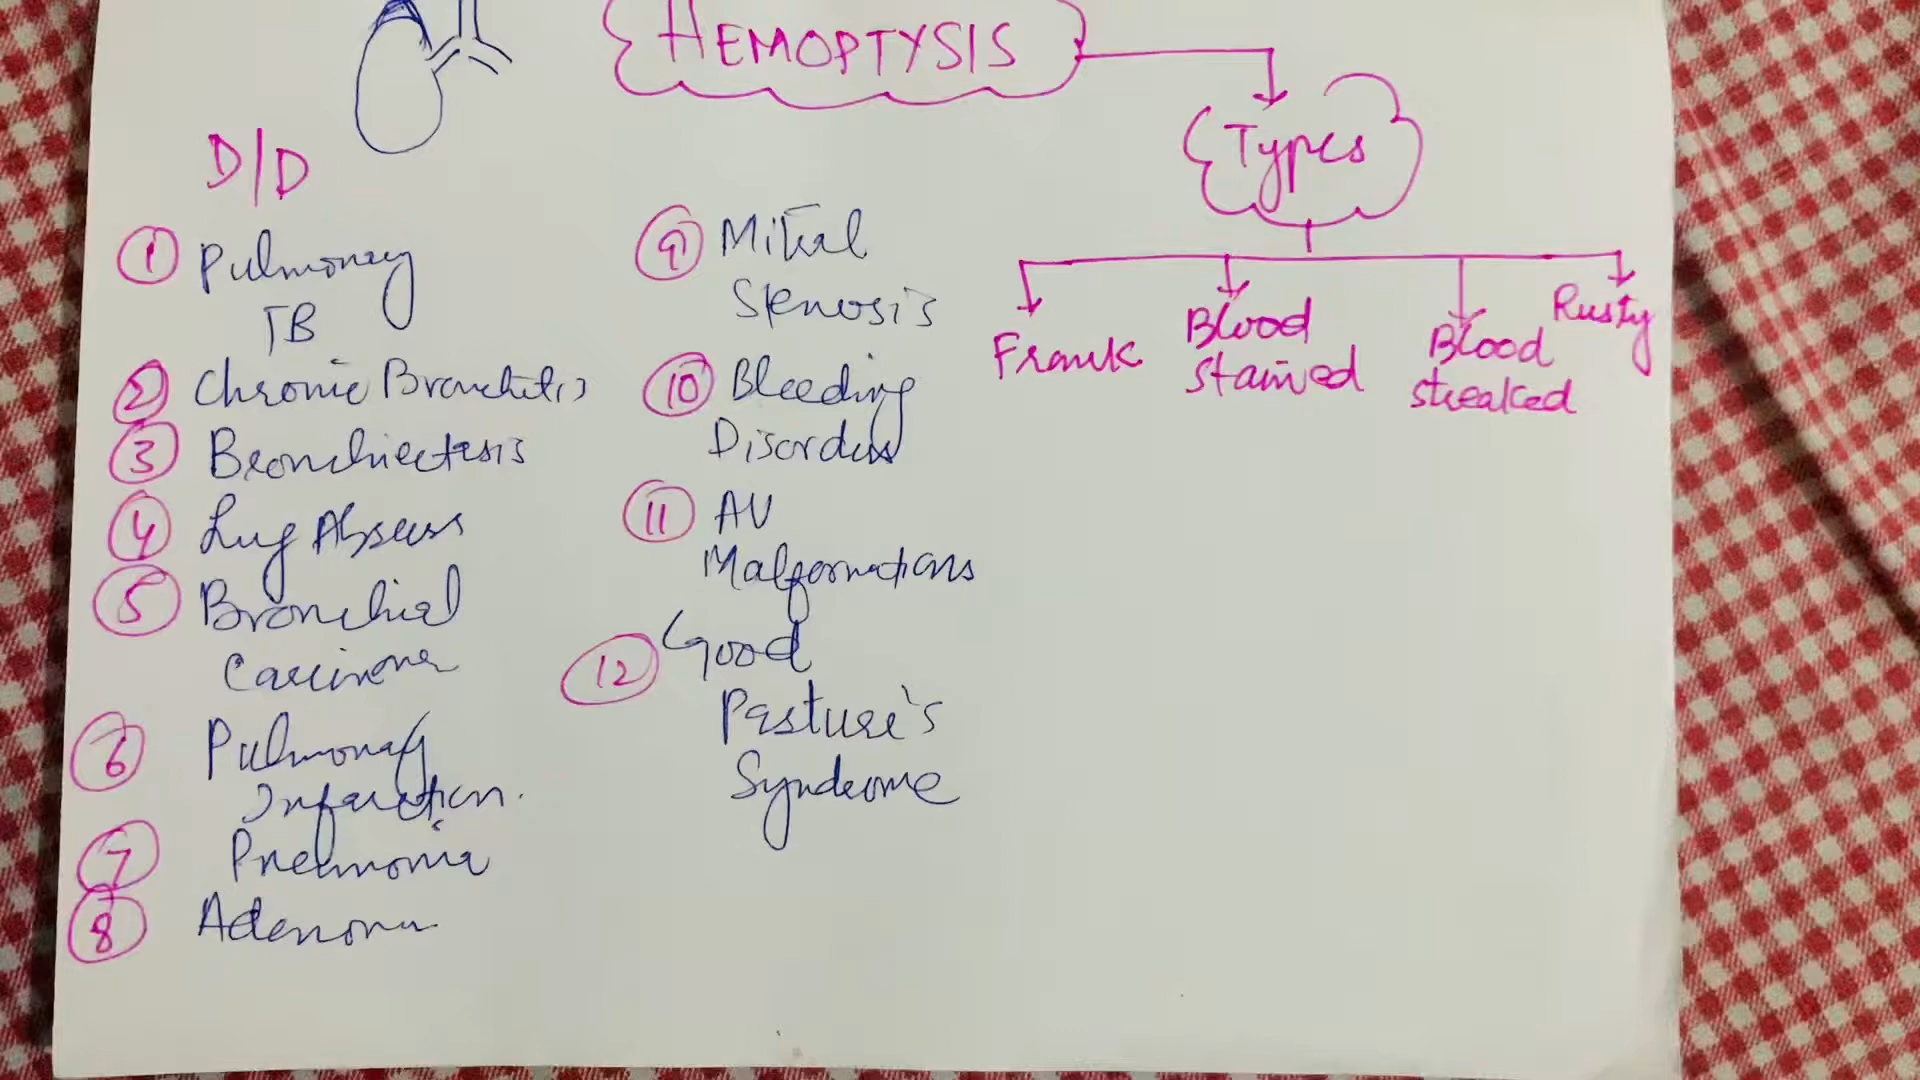 HEMOPTYSIS
Types
D/D
① Pulmonary
TB
② Chronic Bronchitis
③ Bronchiectasis
④ Lung Abscess
⑤ Bronchial
Carcinoma
⑥ Pulmonary
Infarction.
⑦ Pneumonia
⑧ Adenoma
⑨ Mitral
Stenosis
⑩ Bleeding
Disorders
⑪ AV
Malformations
⑫ Good
Pasture's
Syndrome
Frank
Blood
stained
Blood
streaked
Rusty